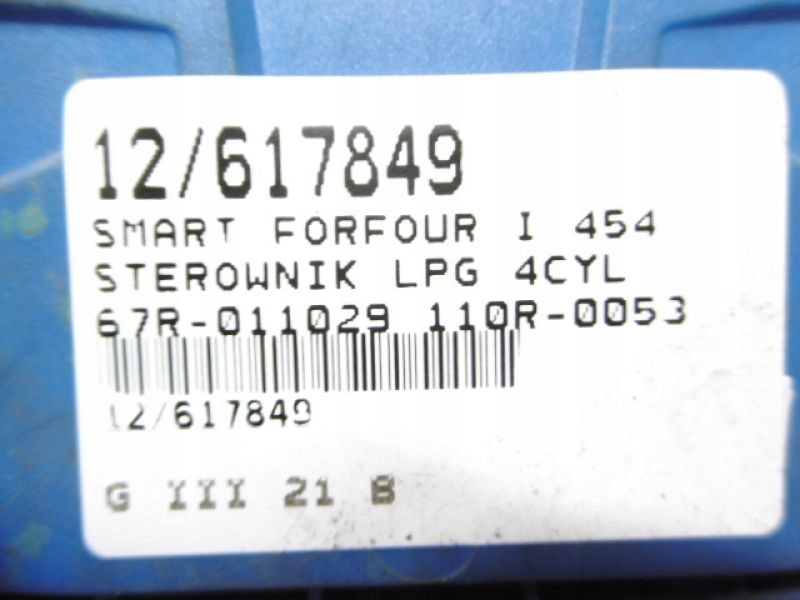 12/617849
SMART FORFOUR I 454
STEROWNIK LPG 4CYL
67R-011029 110R-0053
12/617849
G III 21 B